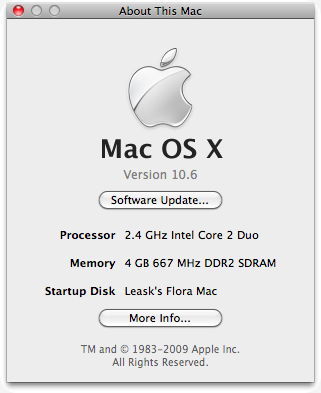 About This Mac
Mac OS X
Version 10.6
Software Update...
Processor 2.4 GHz Intel Core 2 Duo
Memory 4 GB 667 MHz DDR2 SDRAM
Startup Disk Leask's Flora Mac
More Info...
TM and © 1983-2009 Apple Inc.
All Rights Reserved.